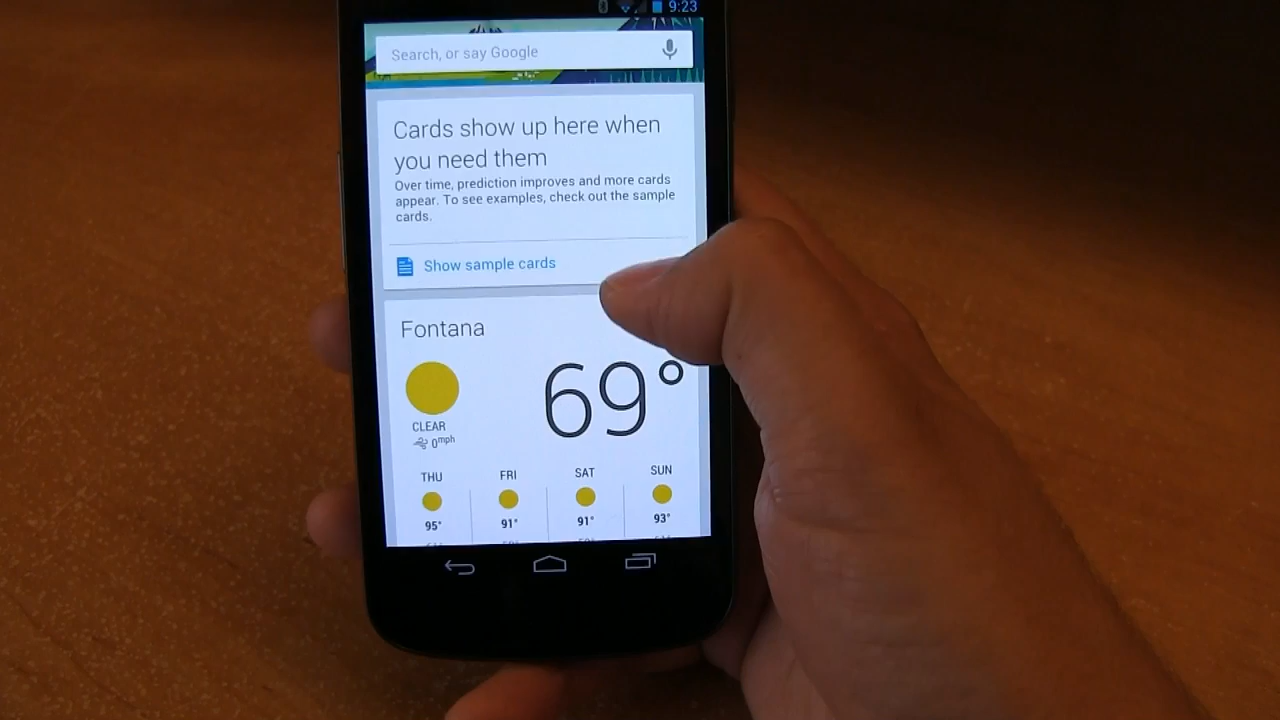 9:23
Search, or say Google
Cards show up here when
you need them
Over time, prediction improves and more cards
appear. To see examples, check out the sample
cards.
Show sample cards
Fontana
69°
CLEAR
0mph
THU FRI SAT SUN
95° 91° 91° 93°